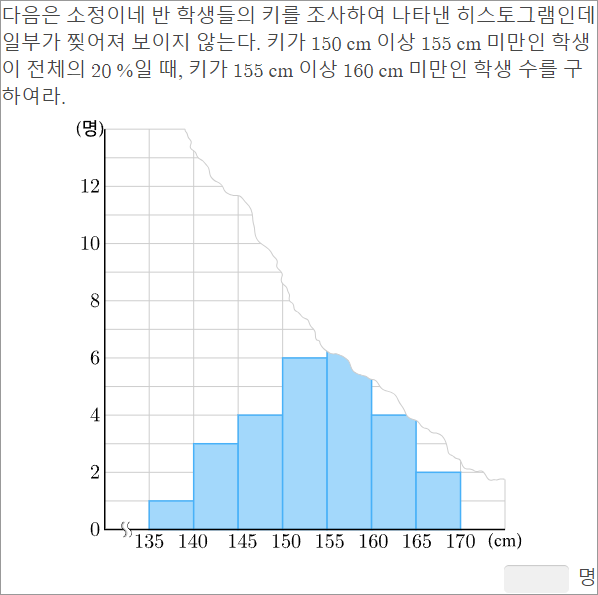 다음은 소정이네 반 학생들의 키를 조사하여 나타낸 히스토그램인데
일부가 찢어져 보이지 않는다. 키가 150 cm 이상 155 cm 미만인 학생
이 전체의 20 %일 때, 키가 155 cm 이상 160 cm 미만인 학생 수를 구
하여라.
(명)
12
10
8
6
4
2
0
135 140 145 150 155 160 165 170 (cm)
명